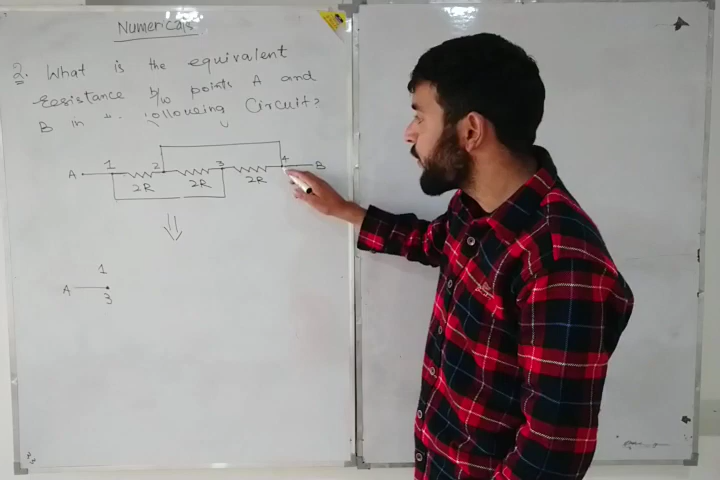 Numericals
2. What is the equivalent
Resistance b/w points A and
B in following Circuit?
A 1 2 3 4 B
2R 2R 2R
1
A
3